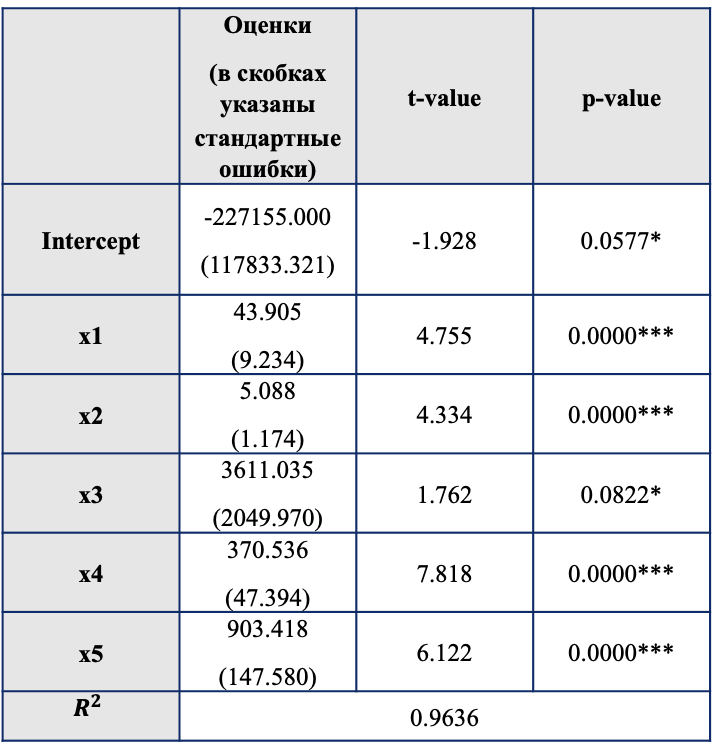 Оценки
(в скобках
указаны
стандартные
ошибки)
t-value
p-value
Intercept
-227155.000
(117833.321)
-1.928
0.0577*
x1
43.905
(9.234)
4.755
0.0000***
x2
5.088
(1.174)
4.334
0.0000***
x3
3611.035
(2049.970)
1.762
0.0822*
x4
370.536
(47.394)
7.818
0.0000***
x5
903.418
(147.580)
6.122
0.0000***
R²
0.9636